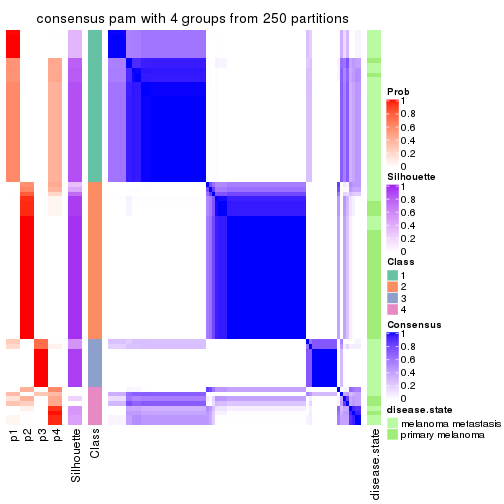 consensus pam with 4 groups from 250 partitions
Prob
1
0.8
0.6
0.4
0.2
0
Silhouette
1
0.8
0.6
0.4
0.2
0
Class
1
2
3
4
Consensus
1
0.8
0.6
0.4
0.2
0
disease.state
melanoma metastasis
primary melanoma
p1
p2
p3
p4
Silhouette
Class
disease.state